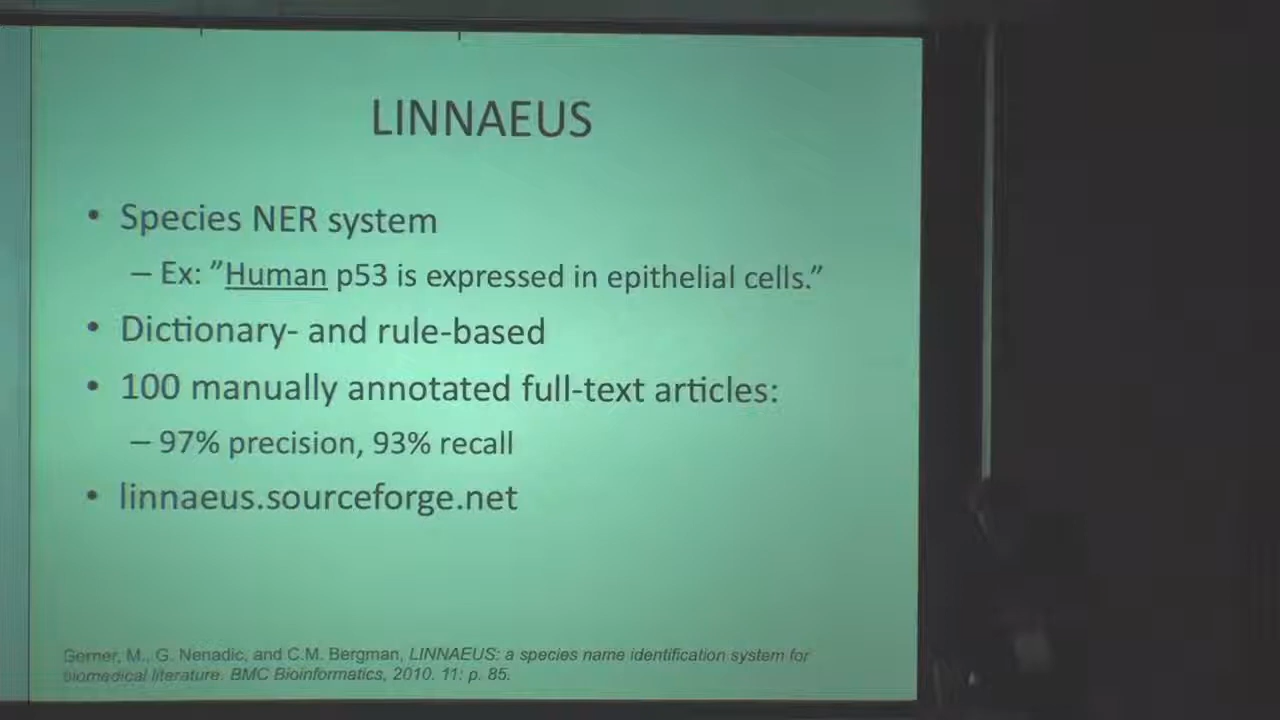 LINNAEUS
• Species NER system
– Ex: ”Human p53 is expressed in epithelial cells.”
• Dictionary- and rule-based
• 100 manually annotated full-text articles:
– 97% precision, 93% recall
• linnaeus.sourceforge.net
Gerner, M., G. Nenadic, and C.M. Bergman, LINNAEUS: a species name identification system for
biomedical literature. BMC Bioinformatics, 2010. 11: p. 85.